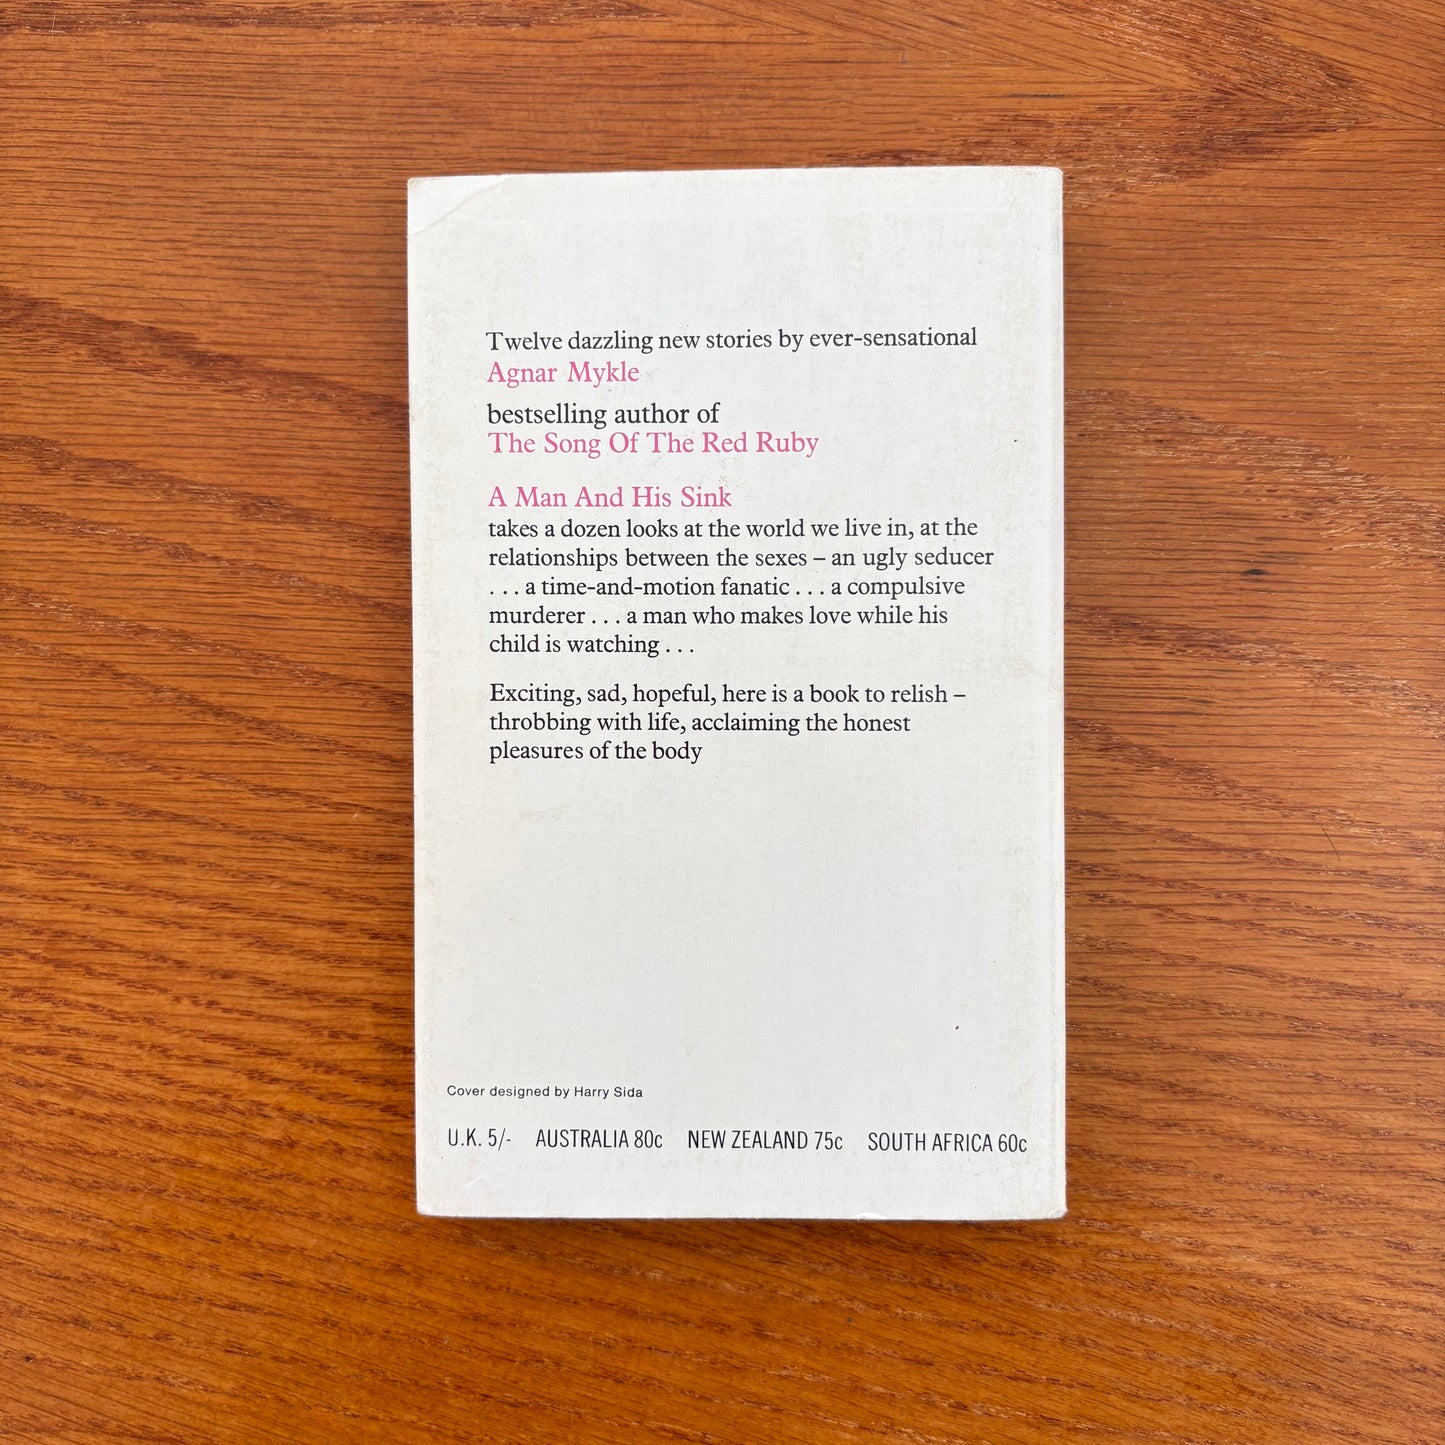 Twelve dazzling new stories by ever-sensational
Agnar Mykle
bestselling author of
The Song Of The Red Ruby
A Man And His Sink
takes a dozen looks at the world we live in, at the
relationships between the sexes – an ugly seducer
. . . a time-and-motion fanatic . . . a compulsive
murderer . . . a man who makes love while his
child is watching . . .
Exciting, sad, hopeful, here is a book to relish –
throbbing with life, acclaiming the honest
pleasures of the body
Cover designed by Harry Sida
U.K. 5/- AUSTRALIA 80c NEW ZEALAND 75c SOUTH AFRICA 60c